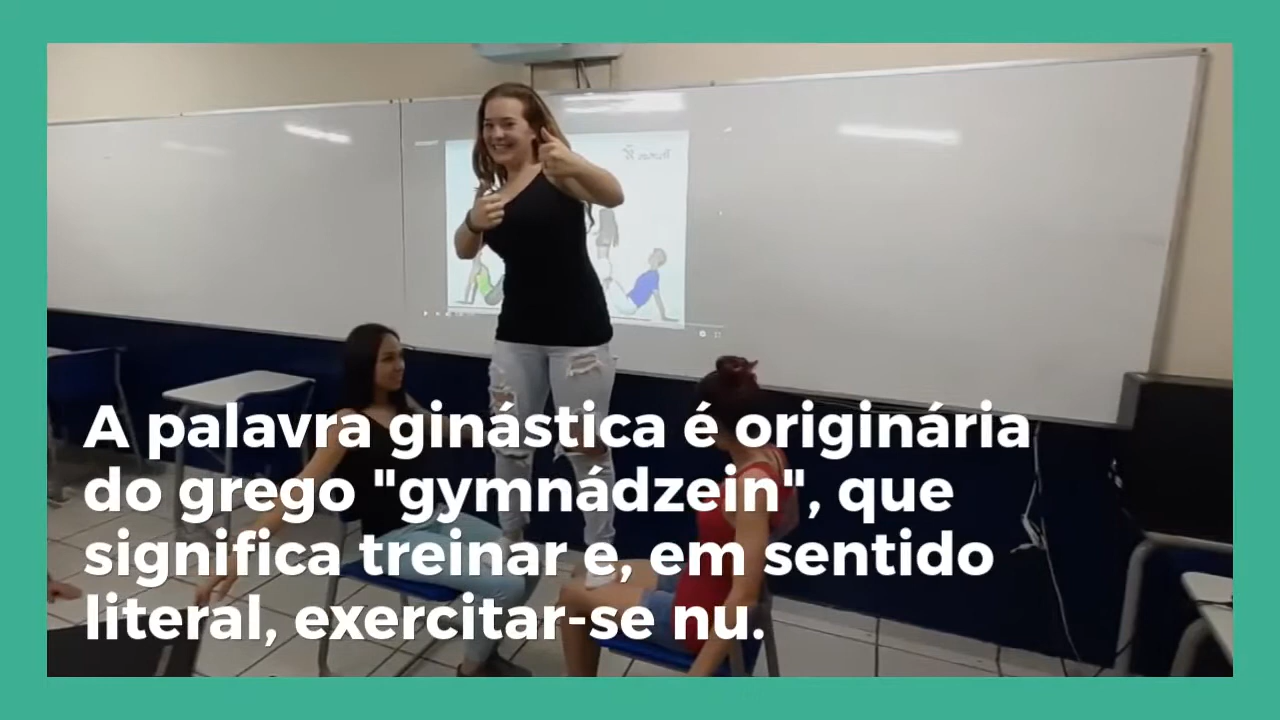 A palavra ginástica é originária
do grego "gymnádzein", que
significa treinar e, em sentido
literal, exercitar-se nu.